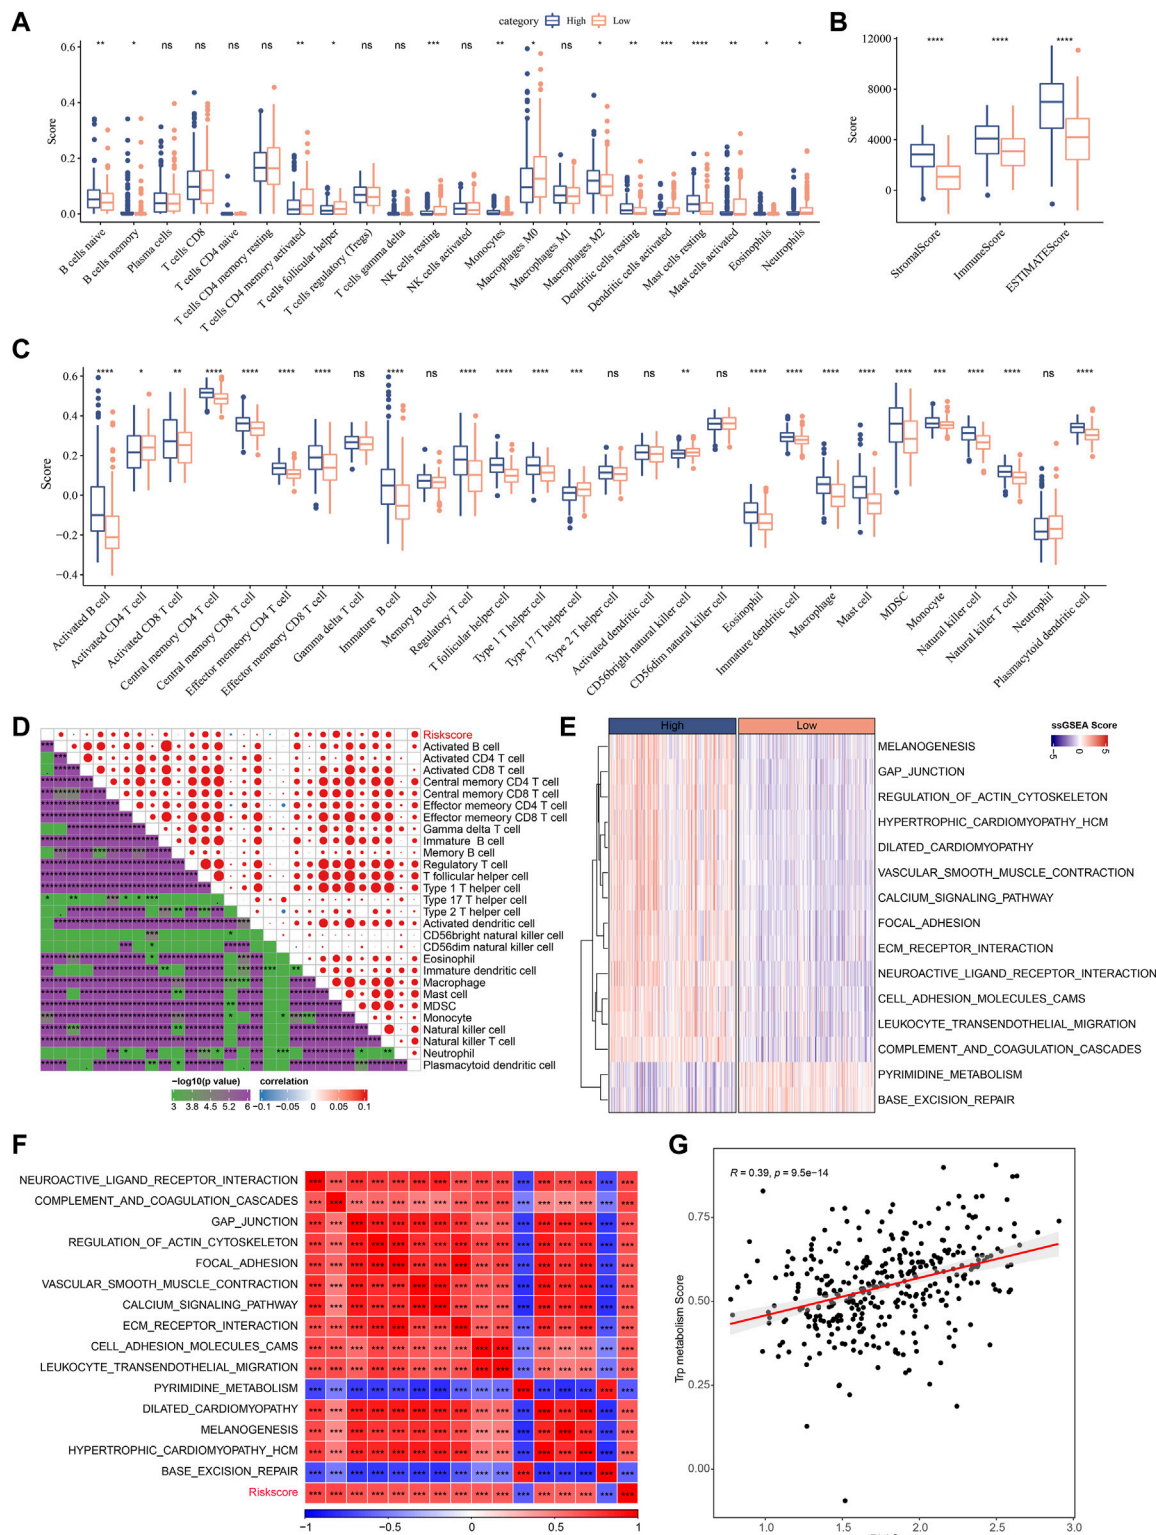 A
category High Low
** * ns ns ns ns ** * ns ns *** ns ** * ns * ** *** **** ** * *
0.6
0.4
0.2
0.0
Score
B cells naive
B cells memory
Plasma cells
T cells CD8
T cells CD4 naive
T cells CD4 memory resting
T cells CD4 memory activated
T cells follicular helper
T cells regulatory (Tregs)
T cells gamma delta
NK cells resting
NK cells activated
Monocytes
Macrophages M0
Macrophages M1
Macrophages M2
Dendritic cells resting
Dendritic cells activated
Mast cells resting
Mast cells activated
Eosinophils
Neutrophils
B
**** **** ****
12000
8000
4000
0
Score
StromalScore
ImmuneScore
ESTIMATEScore
C
**** * ** **** **** **** **** ns **** ns **** **** **** *** ns ns ** ns **** **** **** **** **** *** **** **** ns ****
0.6
0.4
0.2
0.0
−0.2
−0.4
Score
Activated B cell
Activated CD4 T cell
Activated CD8 T cell
Central memory CD4 T cell
Central memory CD8 T cell
Effector memeory CD4 T cell
Effector memeory CD8 T cell
Gamma delta T cell
Immature B cell
Memory B cell
Regulatory T cell
T follicular helper cell
Type 1 T helper cell
Type 17 T helper cell
Type 2 T helper cell
Activated dendritic cell
CD56bright natural killer cell
CD56dim natural killer cell
Eosinophil
Immature dendritic cell
Macrophage
Mast cell
MDSC
Monocyte
Natural killer cell
Natural killer T cell
Neutrophil
Plasmacytoid dendritic cell
D
Riskscore
Activated B cell
Activated CD4 T cell
Activated CD8 T cell
Central memory CD4 T cell
Central memory CD8 T cell
Effector memeory CD4 T cell
Effector memeory CD8 T cell
Gamma delta T cell
Immature B cell
Memory B cell
Regulatory T cell
T follicular helper cell
Type 1 T helper cell
Type 17 T helper cell
Type 2 T helper cell
Activated dendritic cell
CD56bright natural killer cell
CD56dim natural killer cell
Eosinophil
Immature dendritic cell
Macrophage
Mast cell
MDSC
Monocyte
Natural killer cell
Natural killer T cell
Neutrophil
Plasmacytoid dendritic cell
−log10(p value) correlation
3 3.8 4.5 5.2 6 −0.1 −0.05 0 0.05 0.1
E
High Low
ssGSEA Score
−5 0 5
MELANOGENESIS
GAP_JUNCTION
REGULATION_OF_ACTIN_CYTOSKELETON
HYPERTROPHIC_CARDIOMYOPATHY_HCM
DILATED_CARDIOMYOPATHY
VASCULAR_SMOOTH_MUSCLE_CONTRACTION
CALCIUM_SIGNALING_PATHWAY
FOCAL_ADHESION
ECM_RECEPTOR_INTERACTION
NEUROACTIVE_LIGAND_RECEPTOR_INTERACTION
CELL_ADHESION_MOLECULES_CAMS
LEUKOCYTE_TRANSENDOTHELIAL_MIGRATION
COMPLEMENT_AND_COAGULATION_CASCADES
PYRIMIDINE_METABOLISM
BASE_EXCISION_REPAIR
F
NEUROACTIVE_LIGAND_RECEPTOR_INTERACTION
COMPLEMENT_AND_COAGULATION_CASCADES
GAP_JUNCTION
REGULATION_OF_ACTIN_CYTOSKELETON
FOCAL_ADHESION
VASCULAR_SMOOTH_MUSCLE_CONTRACTION
CALCIUM_SIGNALING_PATHWAY
ECM_RECEPTOR_INTERACTION
CELL_ADHESION_MOLECULES_CAMS
LEUKOCYTE_TRANSENDOTHELIAL_MIGRATION
PYRIMIDINE_METABOLISM
DILATED_CARDIOMYOPATHY
MELANOGENESIS
HYPERTROPHIC_CARDIOMYOPATHY_HCM
BASE_EXCISION_REPAIR
Riskscore
−1 −0.5 0 0.5 1
G
R = 0.39, p = 9.5e−14
0.75
0.50
0.25
0.00
Trp metabolism Score
1.0 1.5 2.0 2.5 3.0